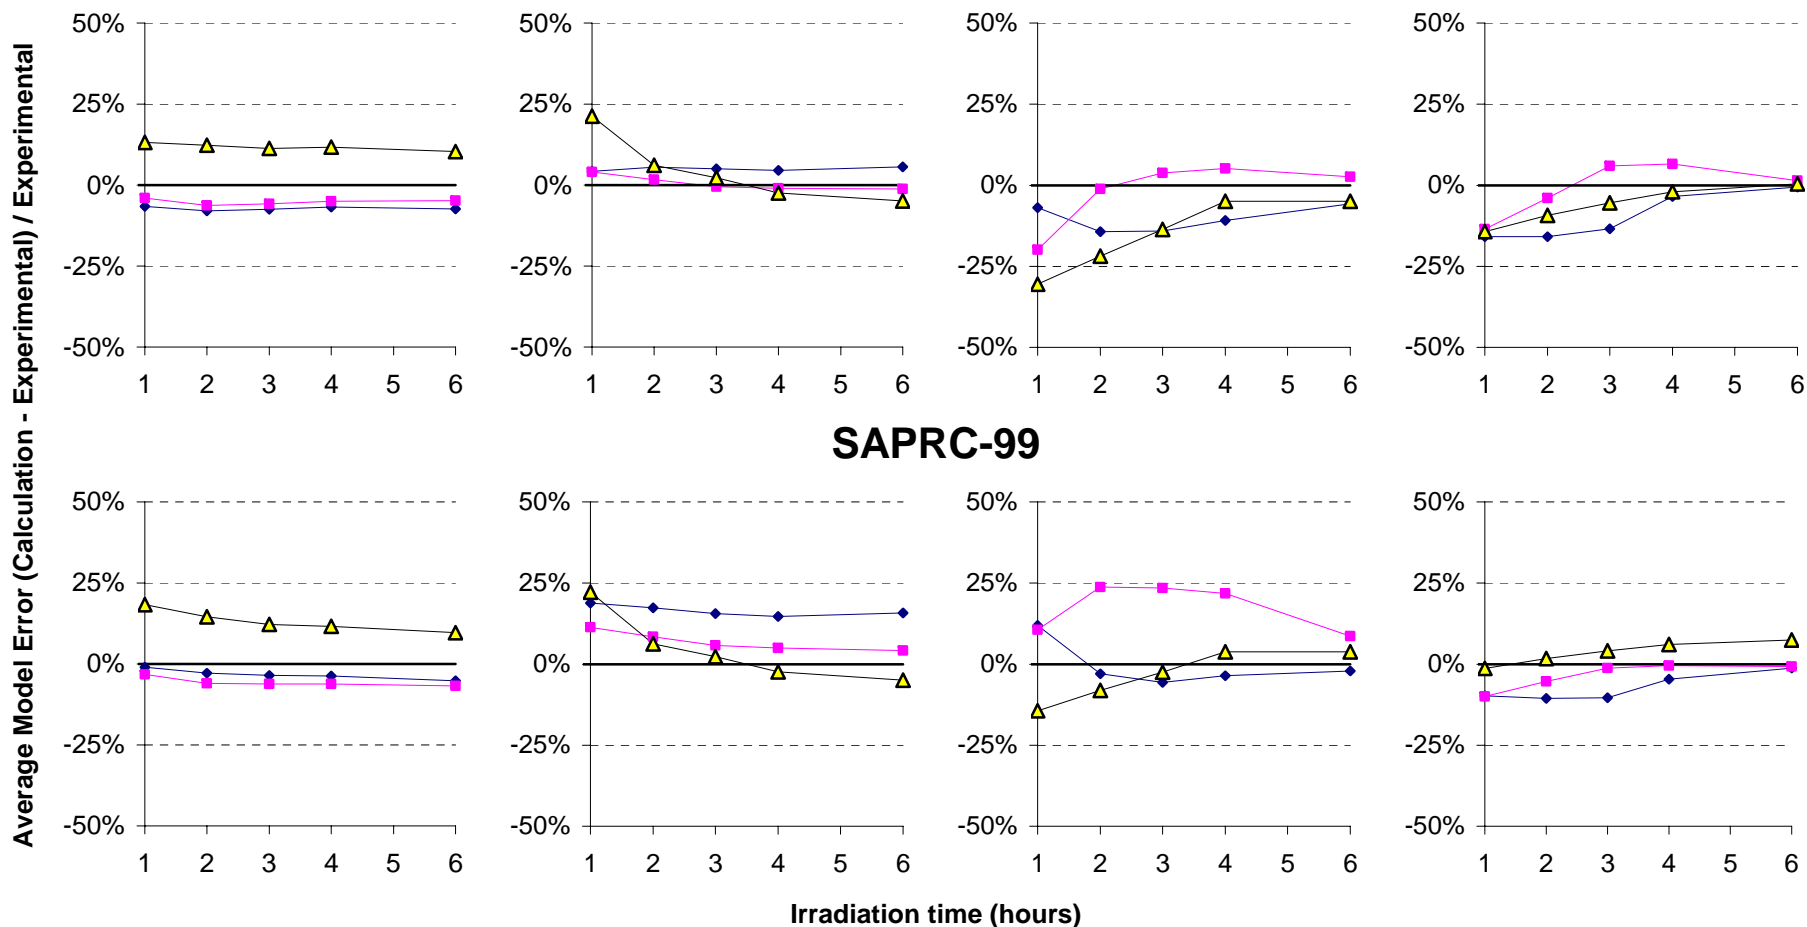 Average Model Error (Calculation - Experimental) / Experimental
50% 50% 50% 50%
25% 25% 25% 25%
0% 0% 0% 0%
-25% -25% -25% -25%
-50% -50% -50% -50%
1 2 3 4 5 6 1 2 3 4 5 6 1 2 3 4 5 6 1 2 3 4 5 6
SAPRC-99
50% 50% 50% 50%
25% 25% 25% 25%
0% 0% 0% 0%
-25% -25% -25% -25%
-50% -50% -50% -50%
1 2 3 4 5 6 1 2 3 4 5 6 1 2 3 4 5 6 1 2 3 4 5 6
Irradiation time (hours)